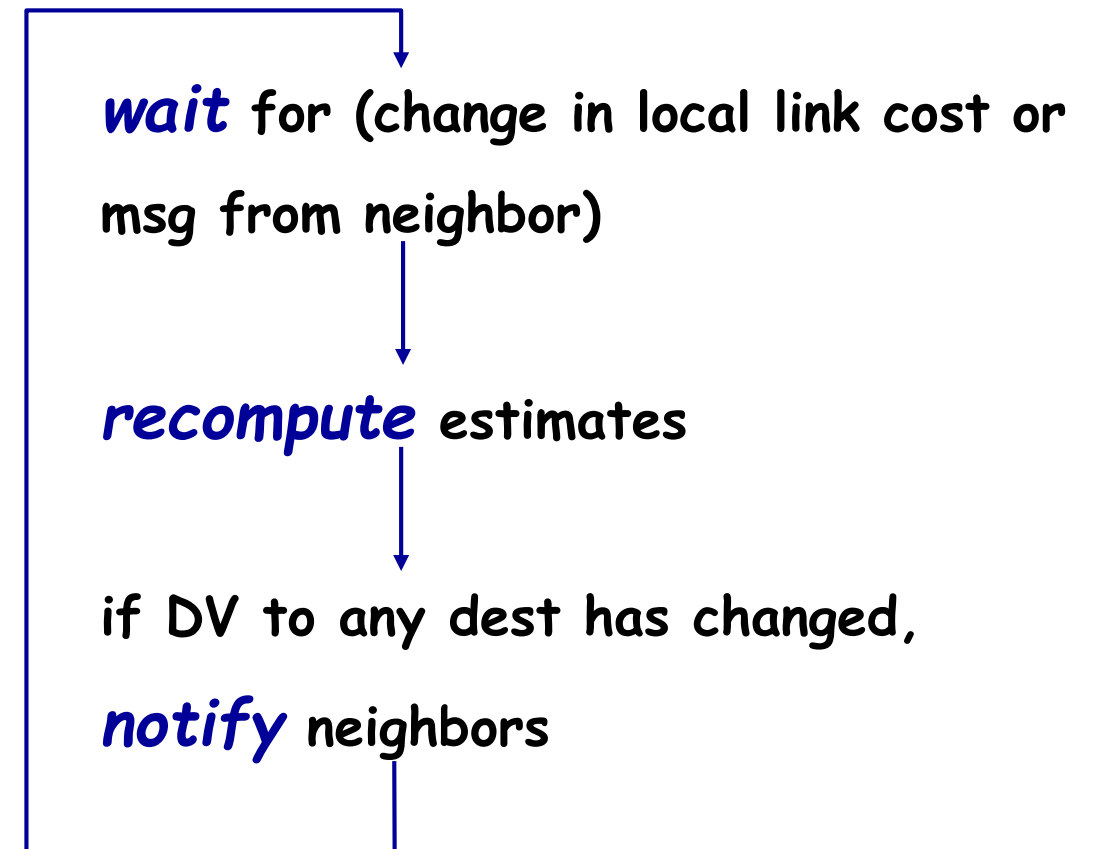 wait for (change in local link cost or
msg from neighbor)
recompute estimates
if DV to any dest has changed,
notify neighbors